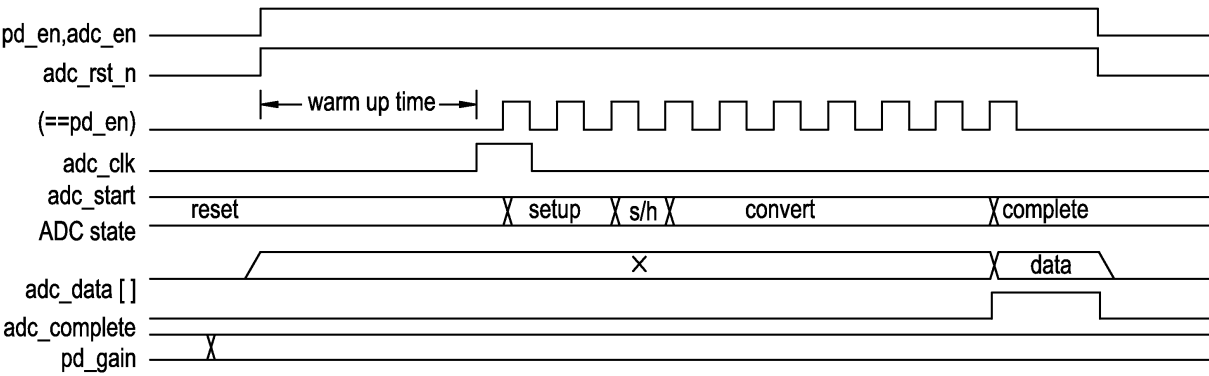 pd_en,adc_en
adc_rst_n
warm up time
(==pd_en)
adc_clk
adc_start
reset setup s/h convert complete
ADC state
X data
adc_data [ ]
adc_complete
pd_gain